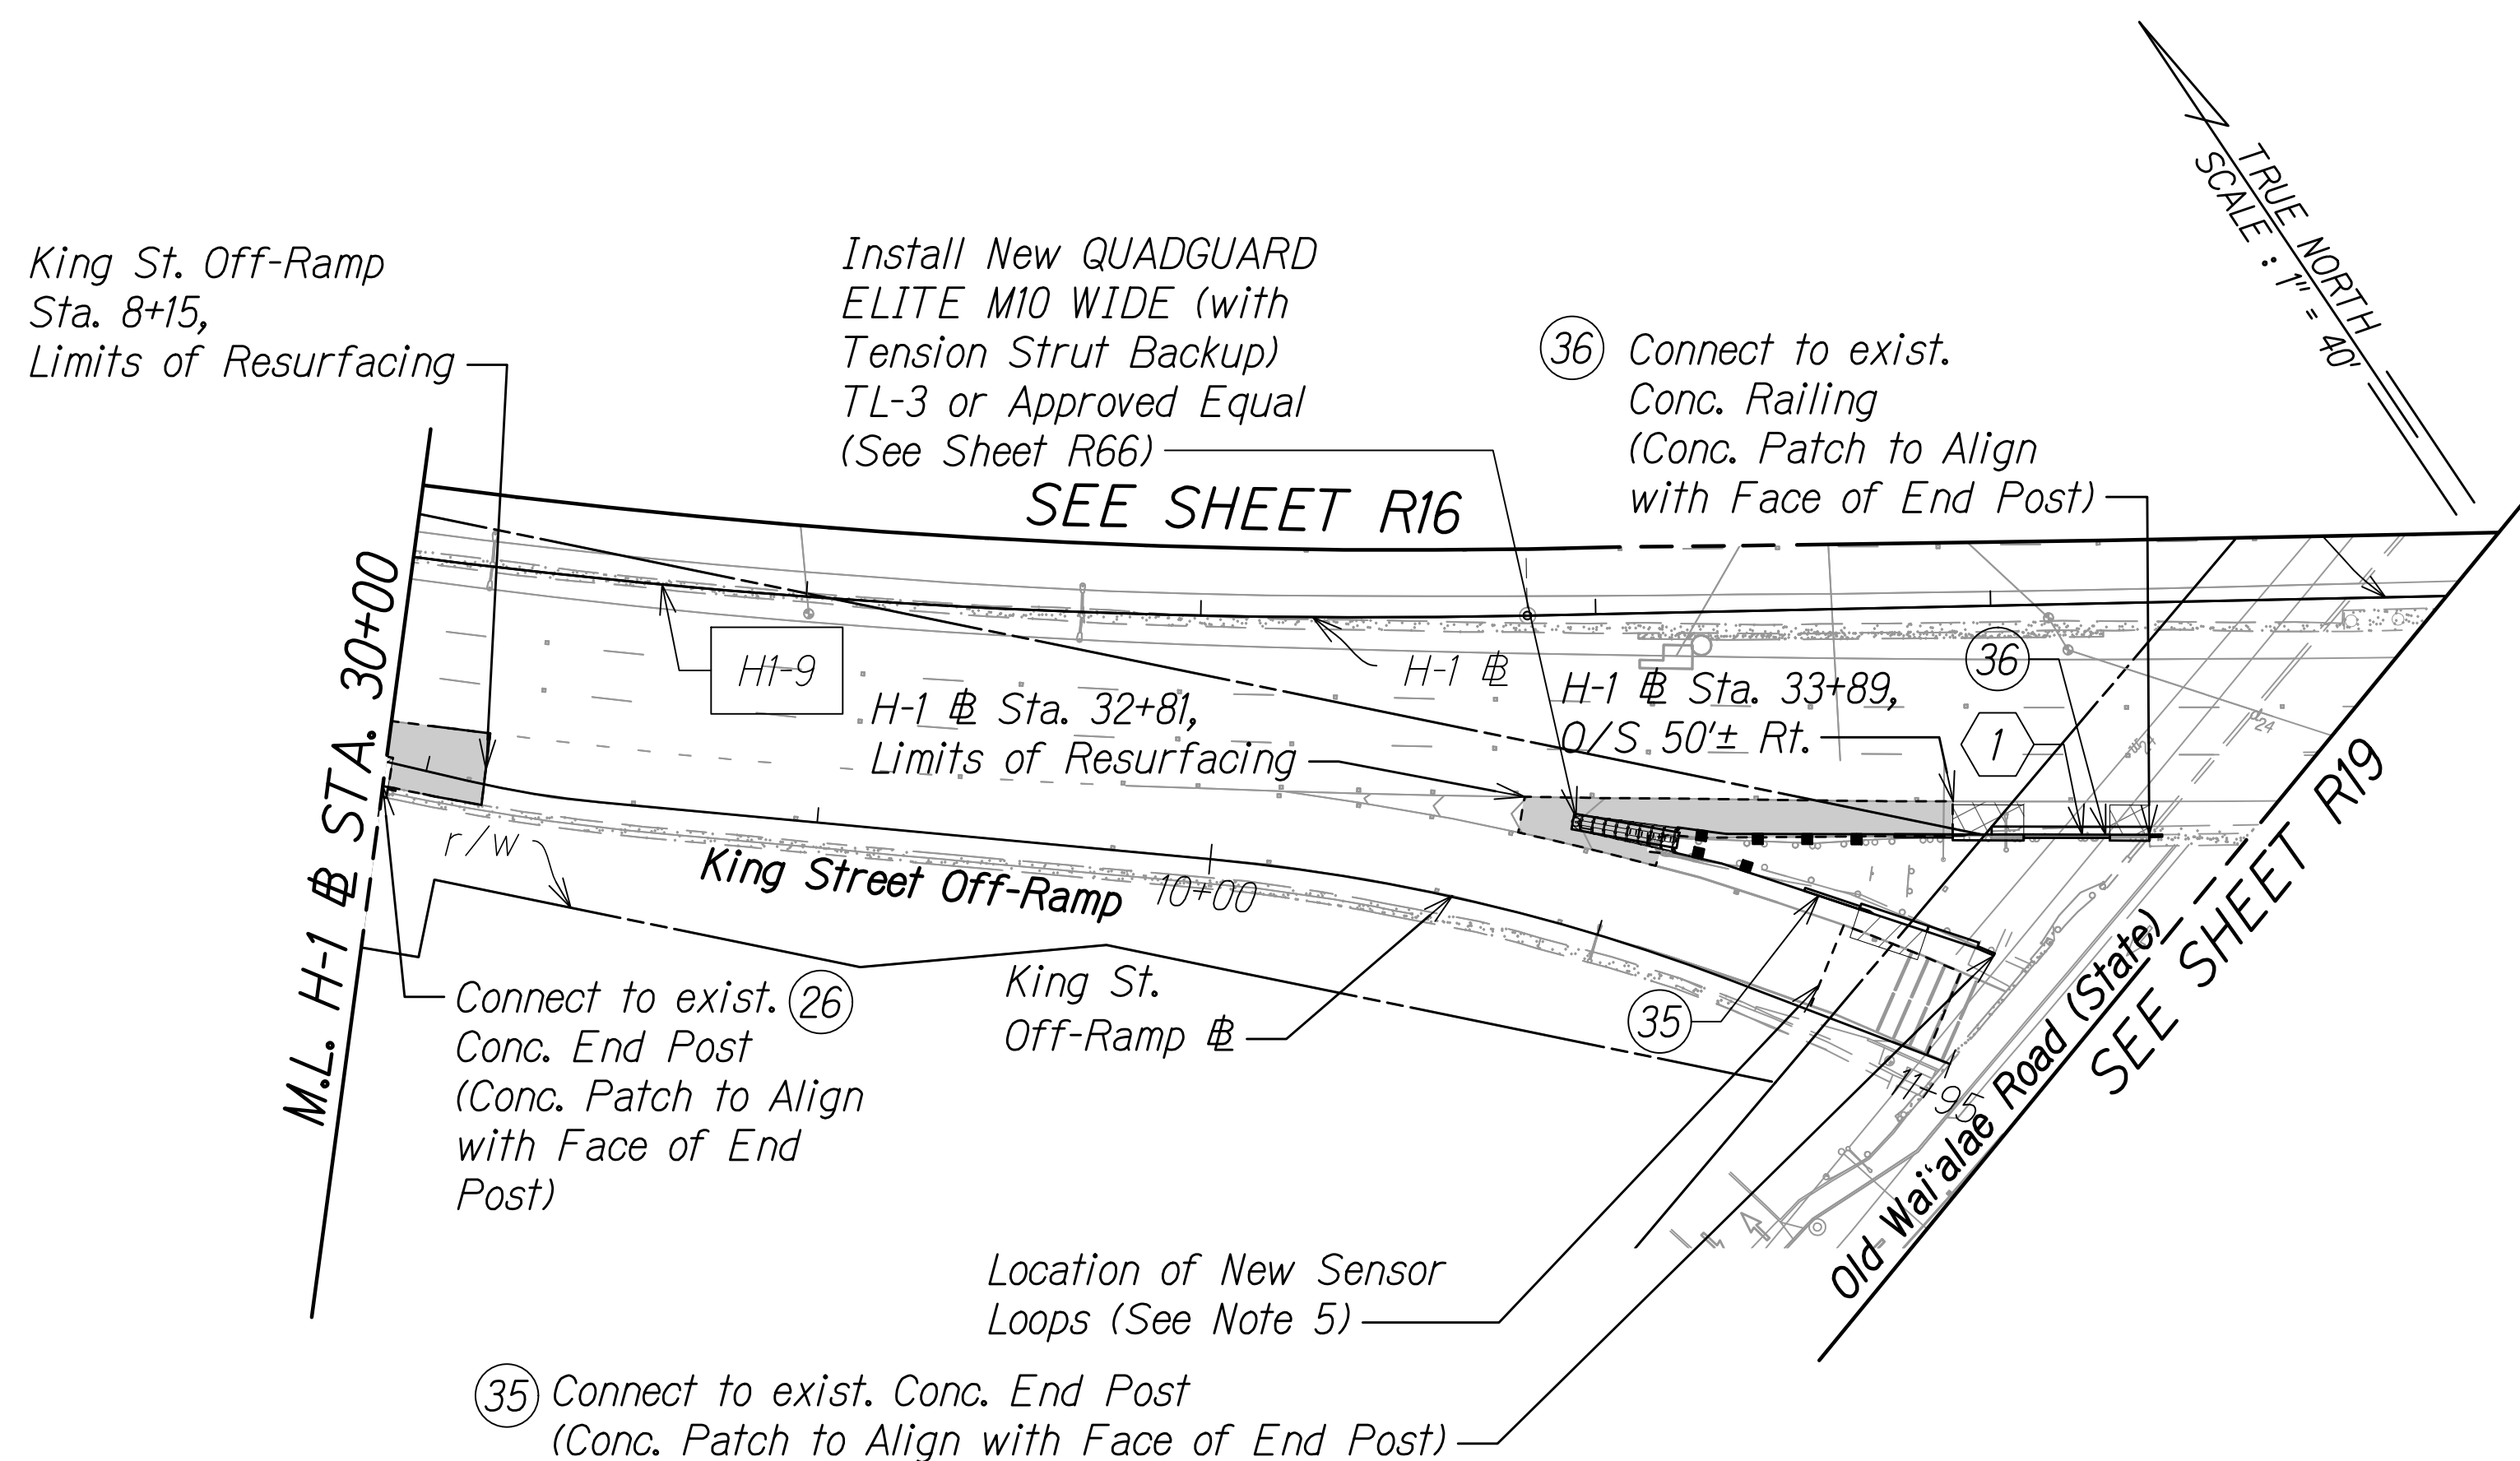 TRUE NORTH
SCALE : 1" = 40'
King St. Off-Ramp
Sta. 8+15,
Limits of Resurfacing
Install New QUADGUARD
ELITE M10 WIDE (with
Tension Strut Backup)
TL-3 or Approved Equal
(See Sheet R66)
36 Connect to exist.
Conc. Railing
(Conc. Patch to Align
with Face of End Post)
SEE SHEET R16
M.L. H-1 BL STA. 30+00
H1-9
H-1 BL
36
H-1 BL Sta. 32+81,
Limits of Resurfacing
H-1 BL Sta. 33+89,
O/S 50'± Rt.
1
24
24
SEE SHEET R19
r/w
King Street Off-Ramp
10+00
Connect to exist. 26
Conc. End Post
(Conc. Patch to Align
with Face of End
Post)
King St.
Off-Ramp BL
35
11+95
Old Wai‘alae Road (State)
Location of New Sensor
Loops (See Note 5)
35 Connect to exist. Conc. End Post
(Conc. Patch to Align with Face of End Post)